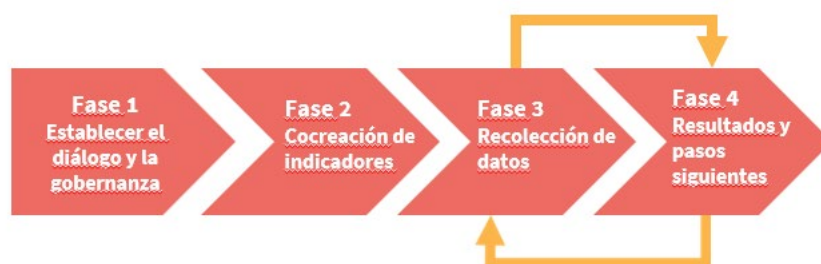 Fase 1
Establecer el
diálogo y la
gobernanza
Fase 2
Cocreación de
indicadores
Fase 3
Recolección de
datos
Fase 4
Resultados y
pasos
siguientes